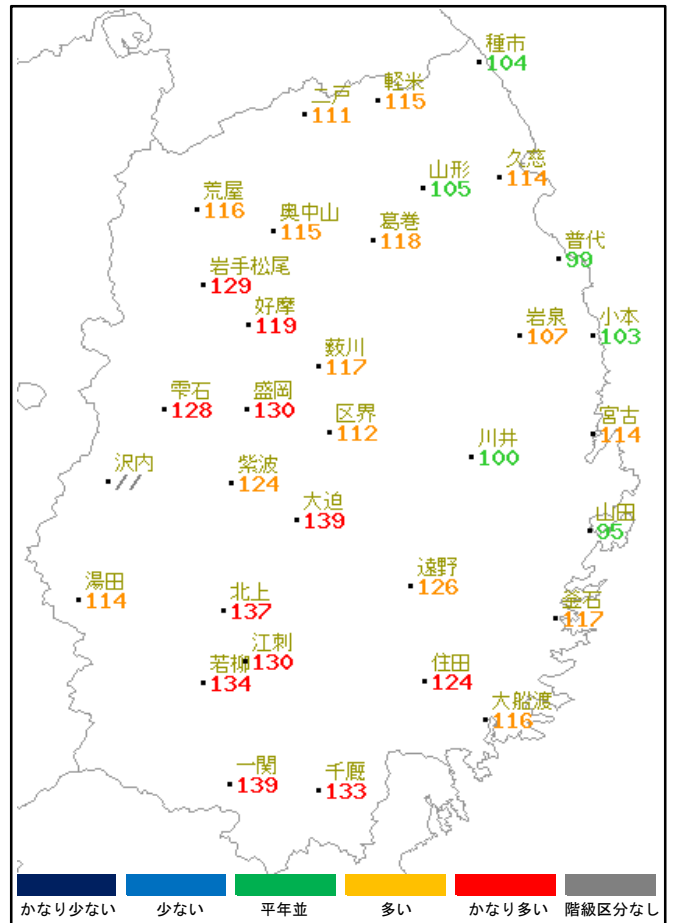 種市
104
軽米
115
二戸
111
久慈
114
山形
105
荒屋
116
奥中山
115
葛巻
118
普代
99
岩手松尾
129
好摩
119
岩泉
107
小本
103
薮川
117
雫石
128
盛岡
130
区界
112
宮古
114
川井
100
沢内
//
紫波
124
大迫
139
山田
95
遠野
126
湯田
114
北上
137
釜石
117
江刺
130
若柳
134
住田
124
大船渡
116
一関
139
千厩
133
かなり少ない 少ない 平年並 多い かなり多い 階級区分なし